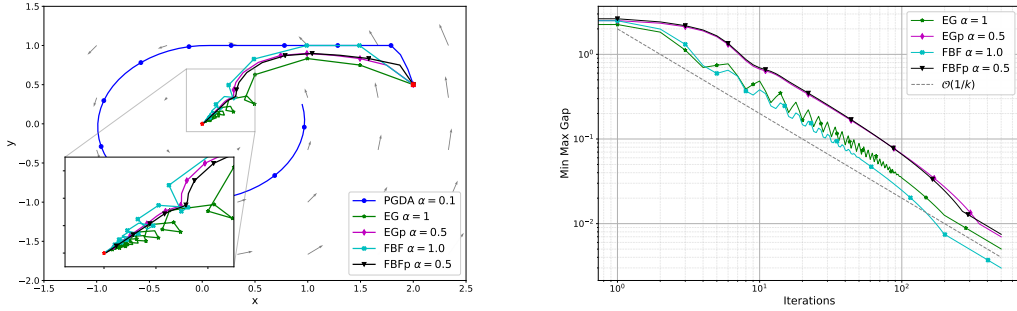 1.5
1.0
0.5
0.0
−0.5
−1.0
−1.5
−2.0
y
−1.5 −1.0 −0.5 0.0 0.5 1.0 1.5 2.0 2.5
x
PGDA α = 0.1
EG α = 1
EGp α = 0.5
FBF α = 1.0
FBFp α = 0.5
10⁰
10⁻¹
10⁻²
Min Max Gap
10⁰ 10¹ 10²
Iterations
EG α = 1
EGp α = 0.5
FBF α = 1.0
FBFp α = 0.5
𝒪(1/k)